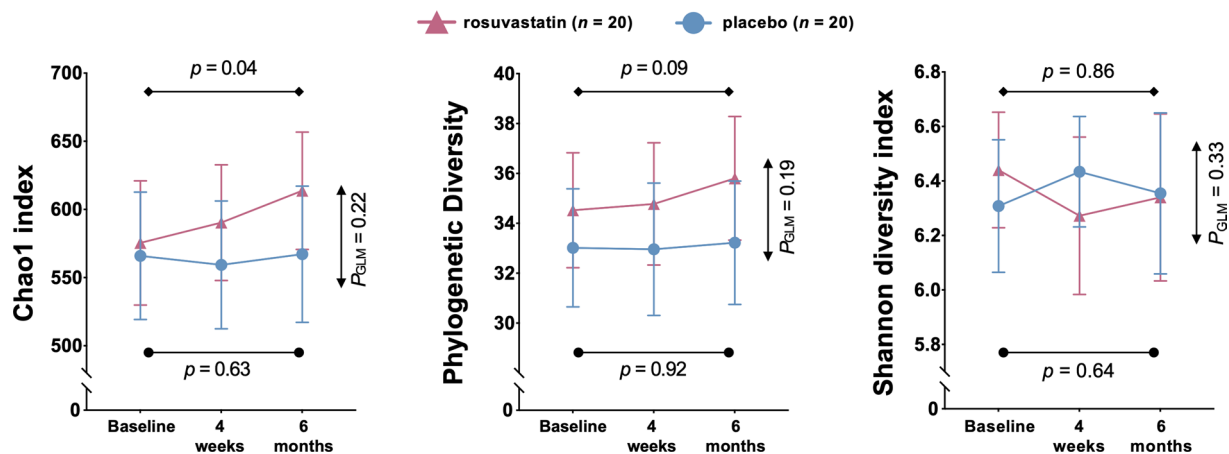 rosuvastatin (n = 20)
placebo (n = 20)
Chao1 index
700
650
600
550
500
0
p = 0.04
p = 0.63
PGLM = 0.22
Baseline
4 weeks
6 months
Phylogenetic Diversity
40
38
36
34
32
30
0
p = 0.09
p = 0.92
PGLM = 0.19
Baseline
4 weeks
6 months
Shannon diversity index
6.8
6.6
6.4
6.2
6.0
5.8
0
p = 0.86
p = 0.64
PGLM = 0.33
Baseline
4 weeks
6 months